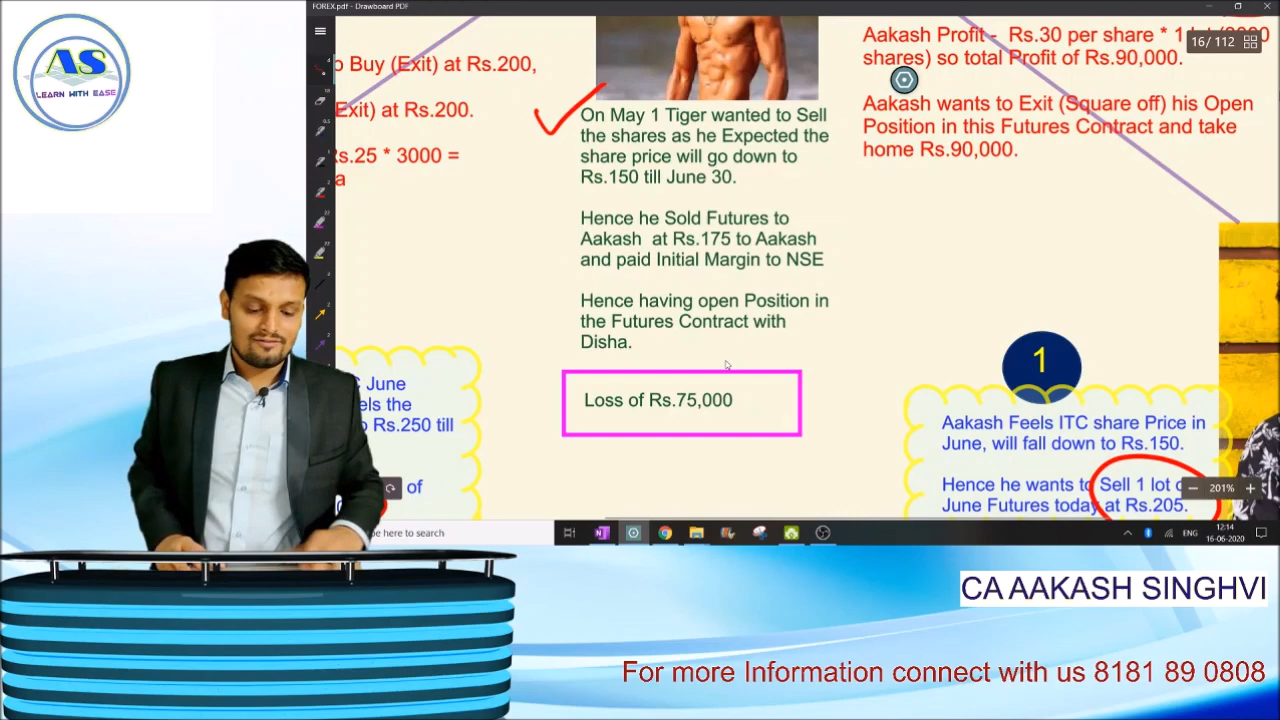 FOREX.pdf - Drawboard PDF
AS
LEARN WITH EASE
16 / 112
o Buy (Exit) at Rs.200,
Exit) at Rs.200.
Rs.25 * 3000 =
a
On May 1 Tiger wanted to Sell
the shares as he Expected the
share price will go down to
Rs.150 till June 30.
Hence he Sold Futures to
Aakash at Rs.175 to Aakash
and paid Initial Margin to NSE
Hence having open Position in
the Futures Contract with
Disha.
Loss of Rs.75,000
Aakash Profit - Rs.30 per share * 1
shares) so total Profit of Rs.90,000.
Aakash wants to Exit (Square off) his Open
Position in this Futures Contract and take
home Rs.90,000.
June
els the
Rs.250 till
of
1
Aakash Feels ITC share Price in
June, will fall down to Rs.150.
Hence he wants to Sell 1 lot
June Futures today at Rs.205.
201%
here to search
ENG
12:14
16-06-2020
CA AAKASH SINGHVI
For more Information connect with us 8181 89 0808